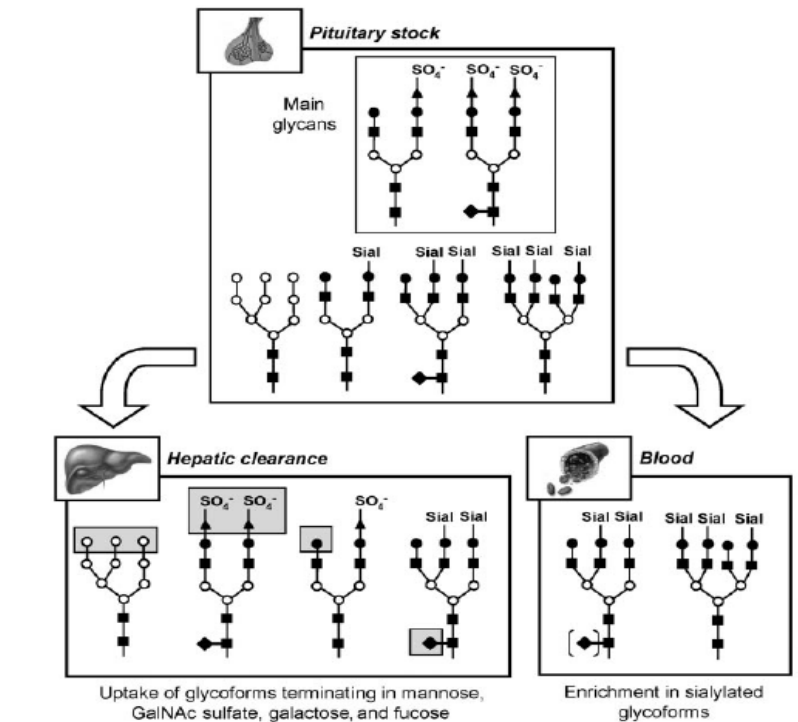 Pituitary stock
SO₄⁻ SO₄⁻ SO₄⁻
Main
glycans
Sial Sial Sial Sial Sial Sial
Hepatic clearance
SO₄⁻ SO₄⁻ SO₄⁻
Sial Sial
Uptake of glycoforms terminating in mannose,
GalNAc sulfate, galactose, and fucose
Blood
Sial Sial Sial Sial Sial
Enrichment in sialylated
glycoforms